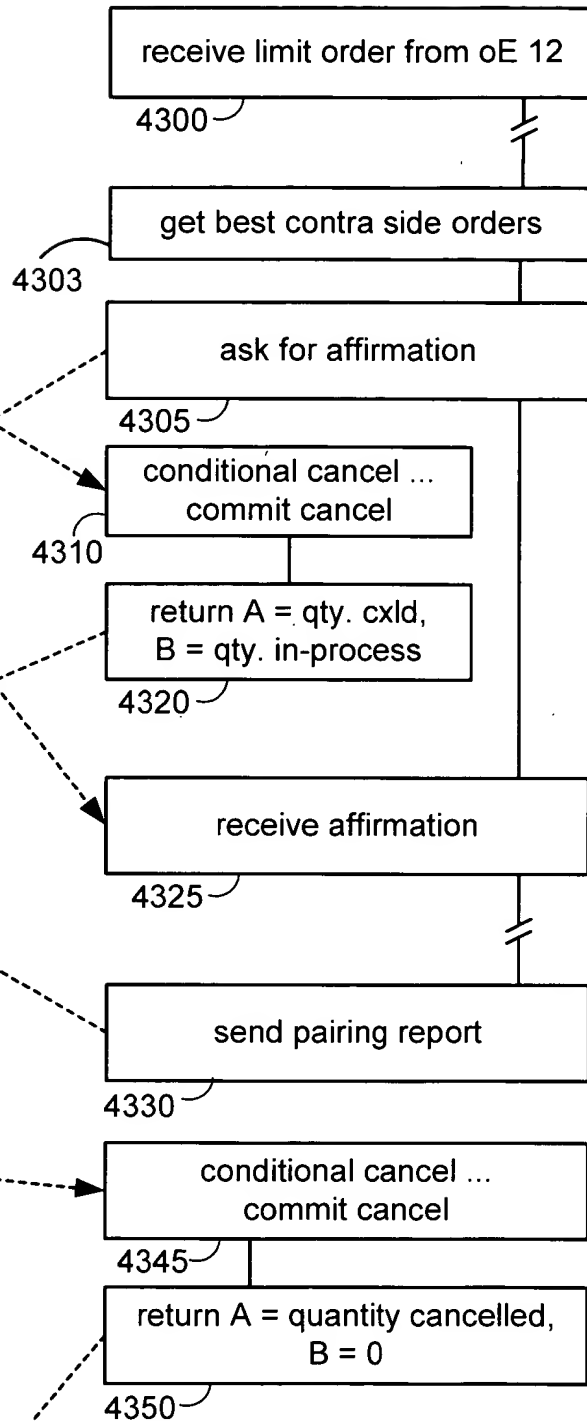 receive limit order from oE 12
4300
get best contra side orders
4303
ask for affirmation
4305
conditional cancel ...
commit cancel
4310
return A = qty. cxld,
B = qty. in-process
4320
receive affirmation
4325
send pairing report
4330
conditional cancel ...
commit cancel
4345
return A = quantity cancelled,
B = 0
4350